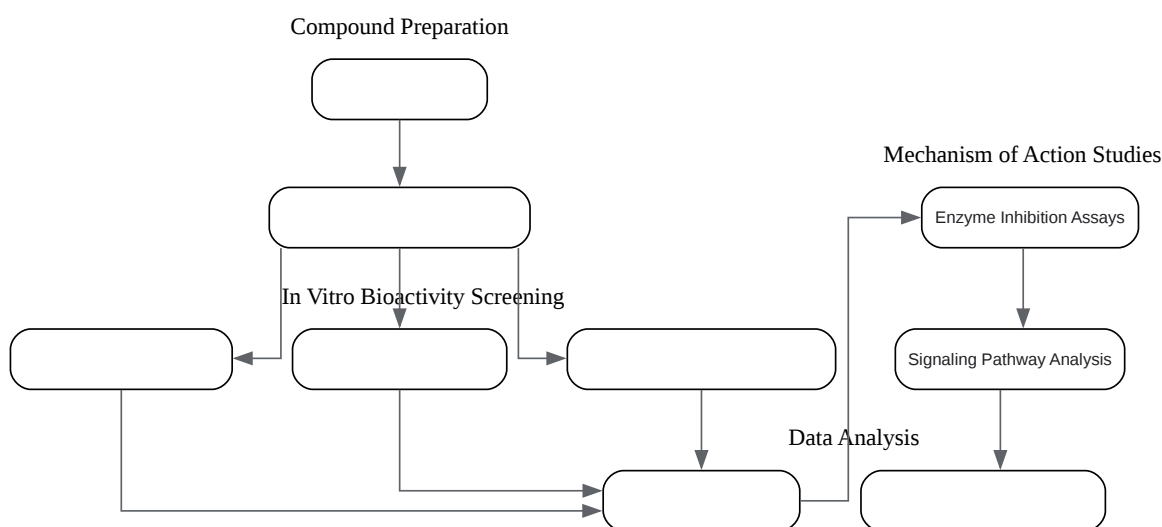 Compound Preparation
Mechanism of Action Studies
Enzyme Inhibition Assays
In Vitro Bioactivity Screening
Signaling Pathway Analysis
Data Analysis